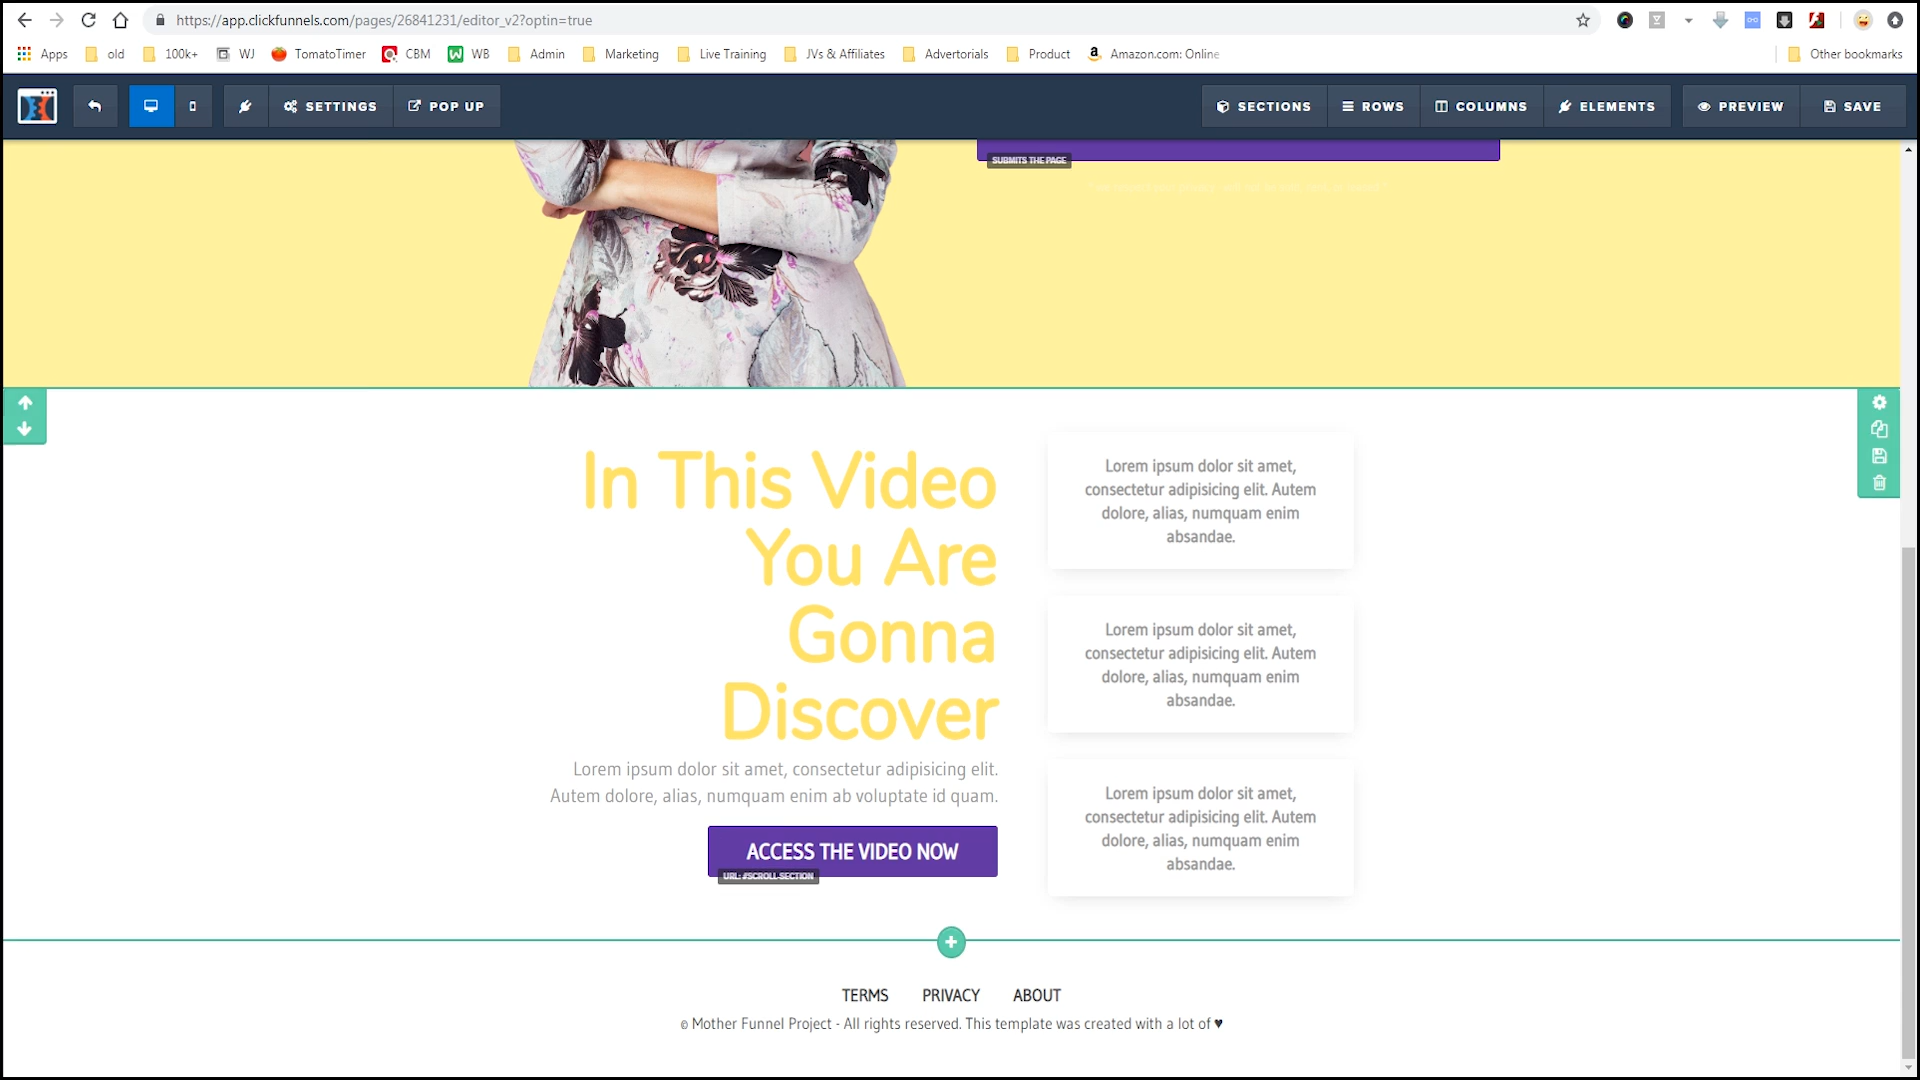 https://app.clickfunnels.com/pages/26841231/editor_v2?optin=true
Apps old 100k+ WJ TomatoTimer CBM WB Admin Marketing Live Training JVs & Affiliates Advertorials Product Amazon.com: Online Other bookmarks
SETTINGS POP UP SECTIONS ROWS COLUMNS ELEMENTS PREVIEW SAVE
SUBMITS THE PAGE
In This Video
You Are
Gonna
Discover
Lorem ipsum dolor sit amet, consectetur adipisicing elit.
Autem dolore, alias, numquam enim ab voluptate id quam.
ACCESS THE VIDEO NOW
URL: #SCROLL-SECTION
Lorem ipsum dolor sit amet,
consectetur adipisicing elit. Autem
dolore, alias, numquam enim
absandae.
Lorem ipsum dolor sit amet,
consectetur adipisicing elit. Autem
dolore, alias, numquam enim
absandae.
Lorem ipsum dolor sit amet,
consectetur adipisicing elit. Autem
dolore, alias, numquam enim
absandae.
TERMS PRIVACY ABOUT
© Mother Funnel Project - All rights reserved. This template was created with a lot of ♥